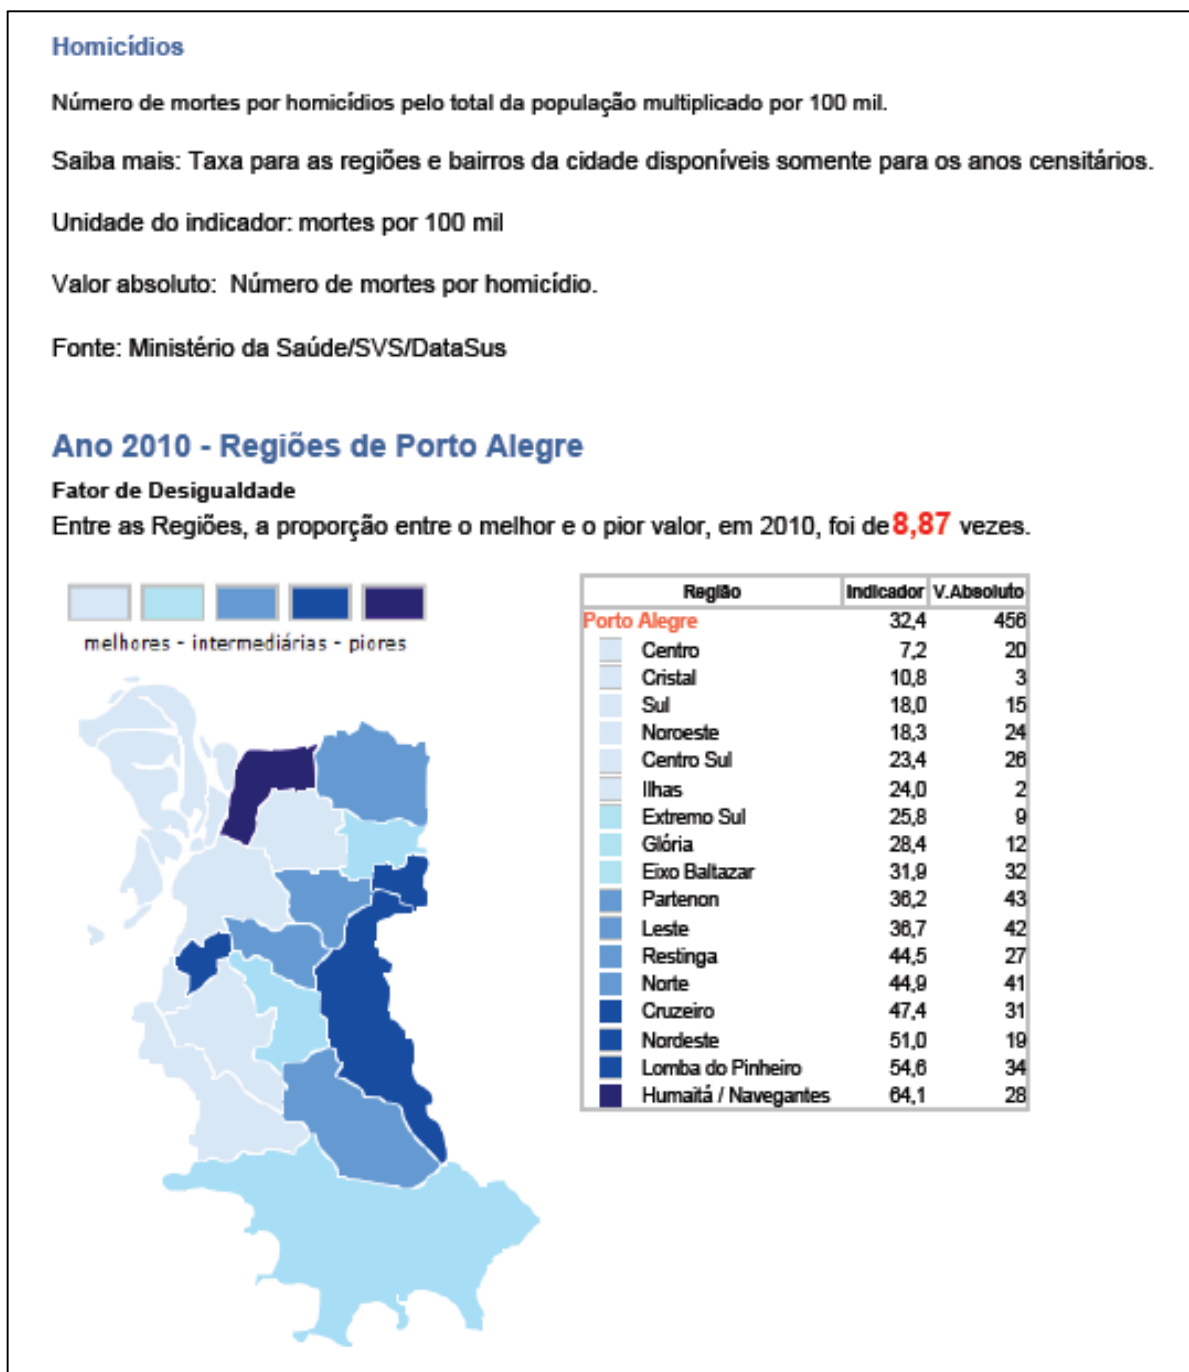 Homicídios
Número de mortes por homicídios pelo total da população multiplicado por 100 mil.
Saiba mais: Taxa para as regiões e bairros da cidade disponíveis somente para os anos censitários.
Unidade do indicador: mortes por 100 mil
Valor absoluto: Número de mortes por homicídio.
Fonte: Ministério da Saúde/SVS/DataSus
Ano 2010 - Regiões de Porto Alegre
Fator de Desigualdade
Entre as Regiões, a proporção entre o melhor e o pior valor, em 2010, foi de 8,87 vezes.
melhores - intermediárias - piores
Região Indicador V.Absoluto
Porto Alegre 32,4 456
Centro 7,2 20
Cristal 10,8 3
Sul 18,0 15
Noroeste 18,3 24
Centro Sul 23,4 26
Ilhas 24,0 2
Extremo Sul 25,8 9
Glória 28,4 12
Eixo Baltazar 31,9 32
Partenon 36,2 43
Leste 36,7 42
Restinga 44,5 27
Norte 44,9 41
Cruzeiro 47,4 31
Nordeste 51,0 19
Lomba do Pinheiro 54,6 34
Humaitá / Navegantes 64,1 28